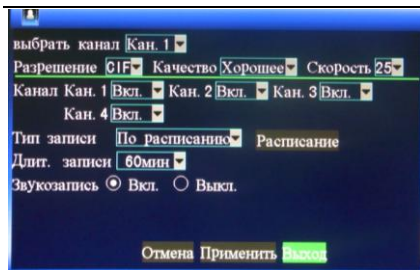 выбрать канал Кан. 1
Разрешение CIF Качество Хорошее Скорость 25
Канал Кан. 1 Вкл. Кан. 2 Вкл. Кан. 3 Вкл.
Кан. 4 Вкл.
Тип записи По расписанию Расписание
Длит. записи 60мин
Звукозапись Вкл. Выкл.
Отмена Применить Выход